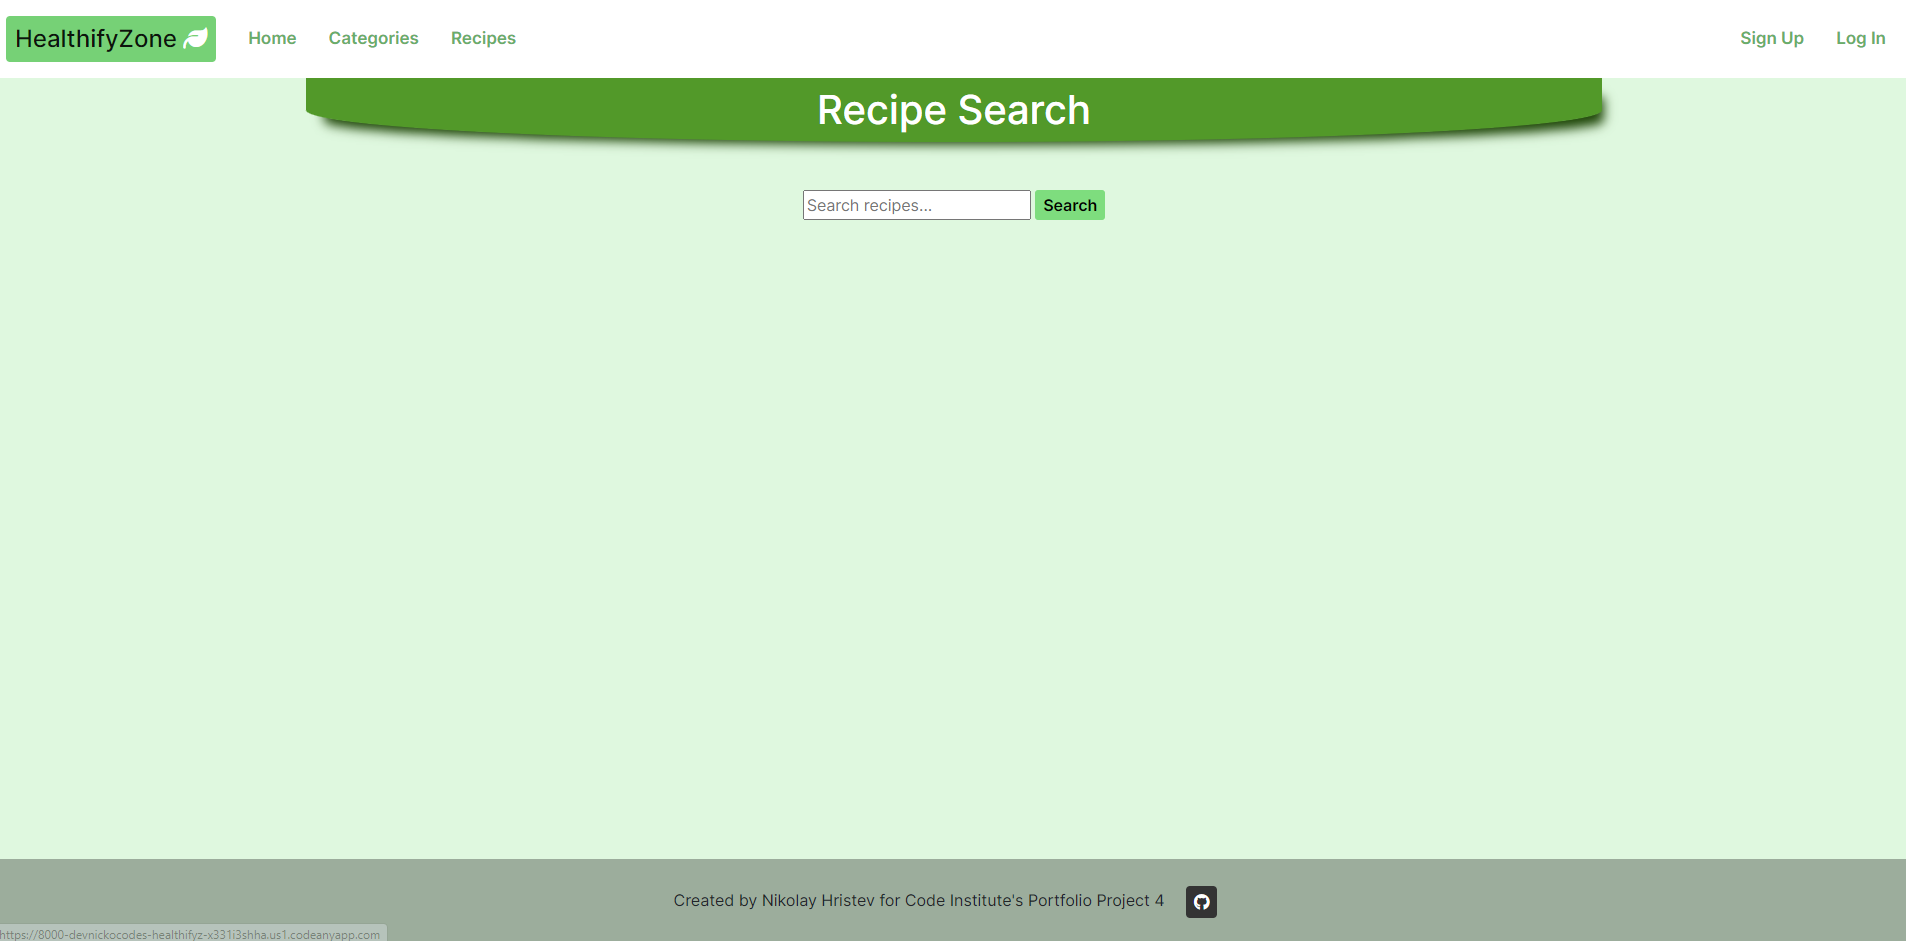 HealthifyZone
Home
Categories
Recipes
Sign Up
Log In
Recipe Search
Search recipes...
Search
Created by Nikolay Hristev for Code Institute's Portfolio Project 4
https://8000-devnickocodes-healthifyz-x331i3shha.us1.codeanyapp.com